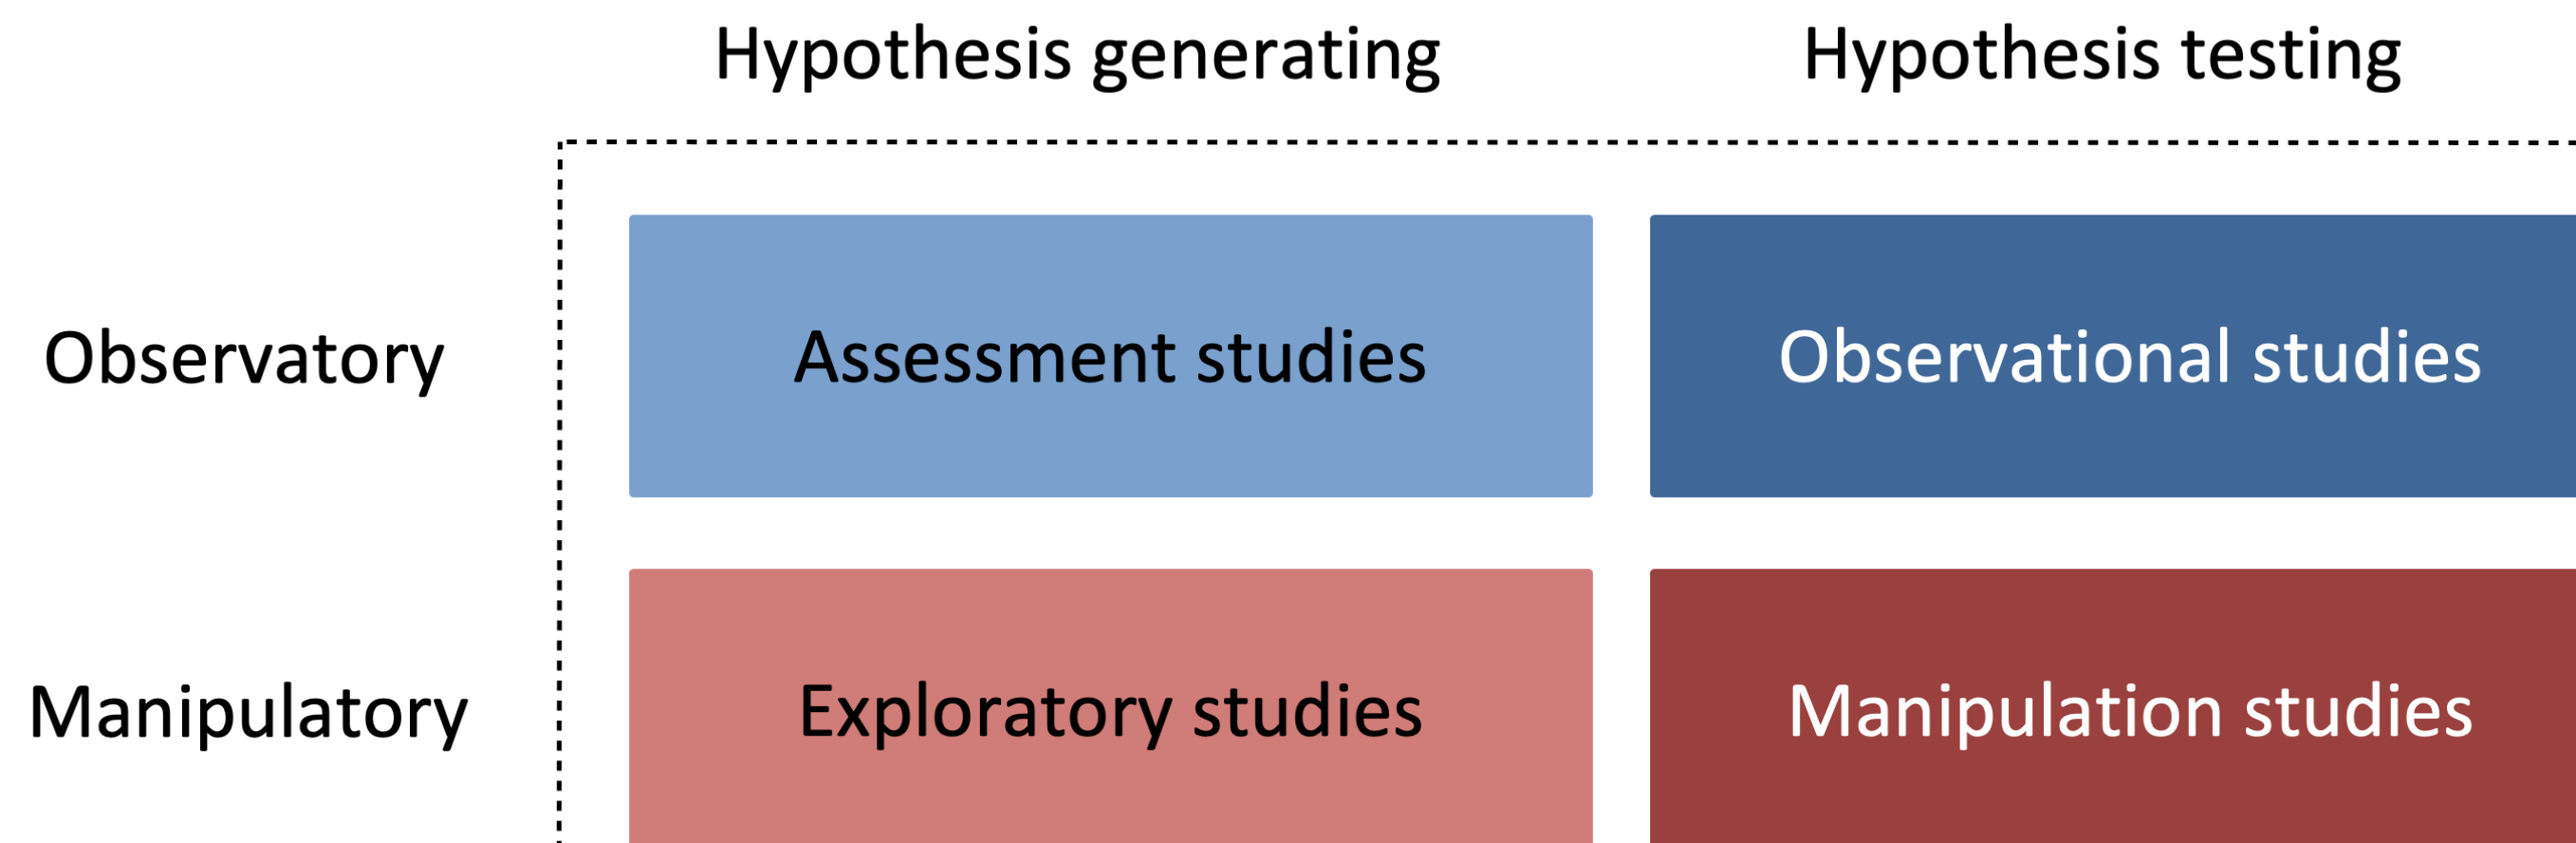 Hypothesis generating
Hypothesis testing
Observatory
Assessment studies
Observational studies
Manipulatory
Exploratory studies
Manipulation studies